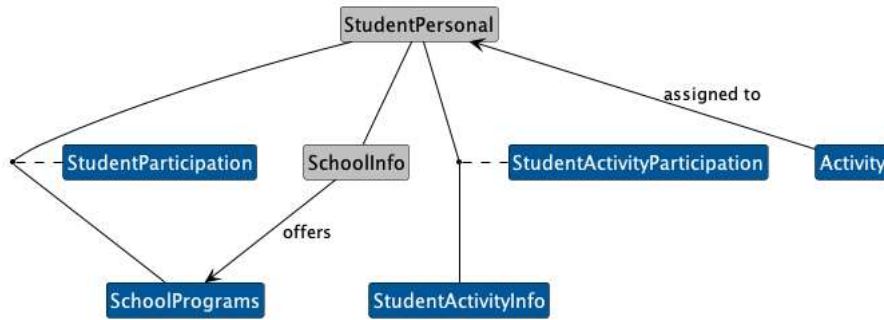 StudentPersonal
assigned to
StudentParticipation
SchoolInfo
StudentActivityParticipation
Activity
offers
SchoolPrograms
StudentActivityInfo